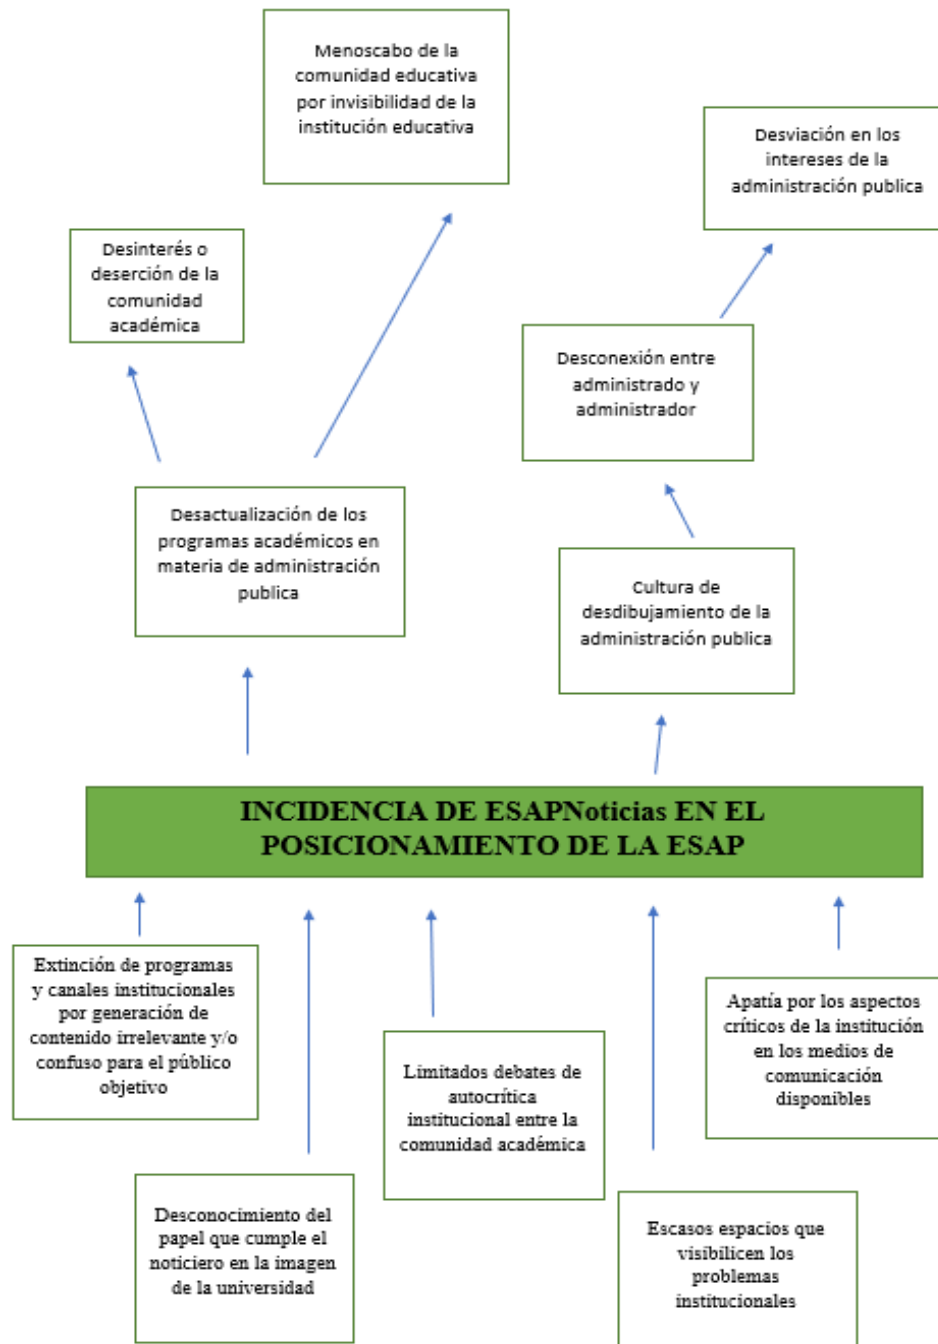 Menoscabo de la
comunidad educativa
por invisibilidad de la
institución educativa
Desviación en los
intereses de la
administración publica
Desinterés o
deserción de la
comunidad
académica
Desconexión entre
administrado y
administrador
Desactualización de los
programas académicos en
materia de administración
publica
Cultura de
desdibujamiento de la
administración publica
INCIDENCIA DE ESAPNoticias EN EL
POSICIONAMIENTO DE LA ESAP
Extinción de programas
y canales institucionales
por generación de
contenido irrelevante y/o
confuso para el público
objetivo
Apatía por los aspectos
críticos de la institución
en los medios de
comunicación
disponibles
Limitados debates de
autocrítica
institucional entre la
comunidad académica
Desconocimiento del
papel que cumple el
noticiero en la imagen
de la universidad
Escasos espacios que
visibilicen los
problemas
institucionales